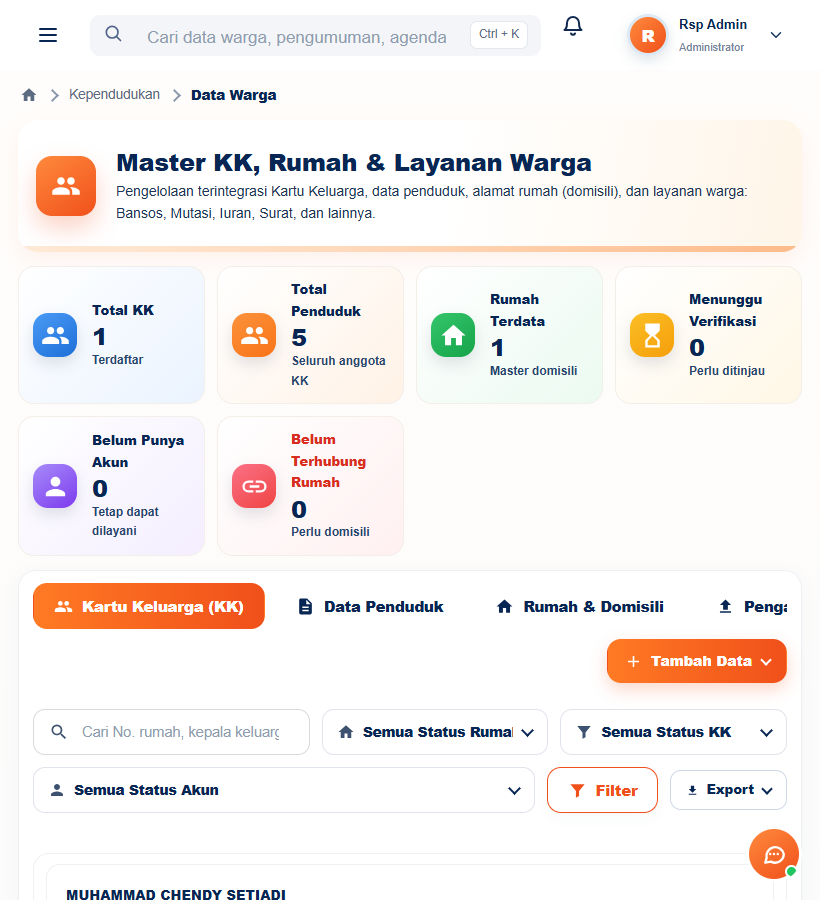 Cari data warga, pengumuman, agenda
Ctrl + K
R
Rsp Admin
Administrator
Kependudukan
Data Warga
Master KK, Rumah & Layanan Warga
Pengelolaan terintegrasi Kartu Keluarga, data penduduk, alamat rumah (domisili), dan layanan warga:
Bansos, Mutasi, Iuran, Surat, dan lainnya.
Total KK
1
Terdaftar
Total
Penduduk
5
Seluruh anggota
KK
Rumah
Terdata
1
Master domisili
Menunggu
Verifikasi
0
Perlu ditinjau
Belum Punya
Akun
0
Tetap dapat
dilayani
Belum
Terhubung
Rumah
0
Perlu domisili
Kartu Keluarga (KK)
Data Penduduk
Rumah & Domisili
Penga
Tambah Data
Cari No. rumah, kepala keluarg
Semua Status Rumal
Semua Status KK
Semua Status Akun
Filter
Export
MUHAMMAD CHENDY SETIADI